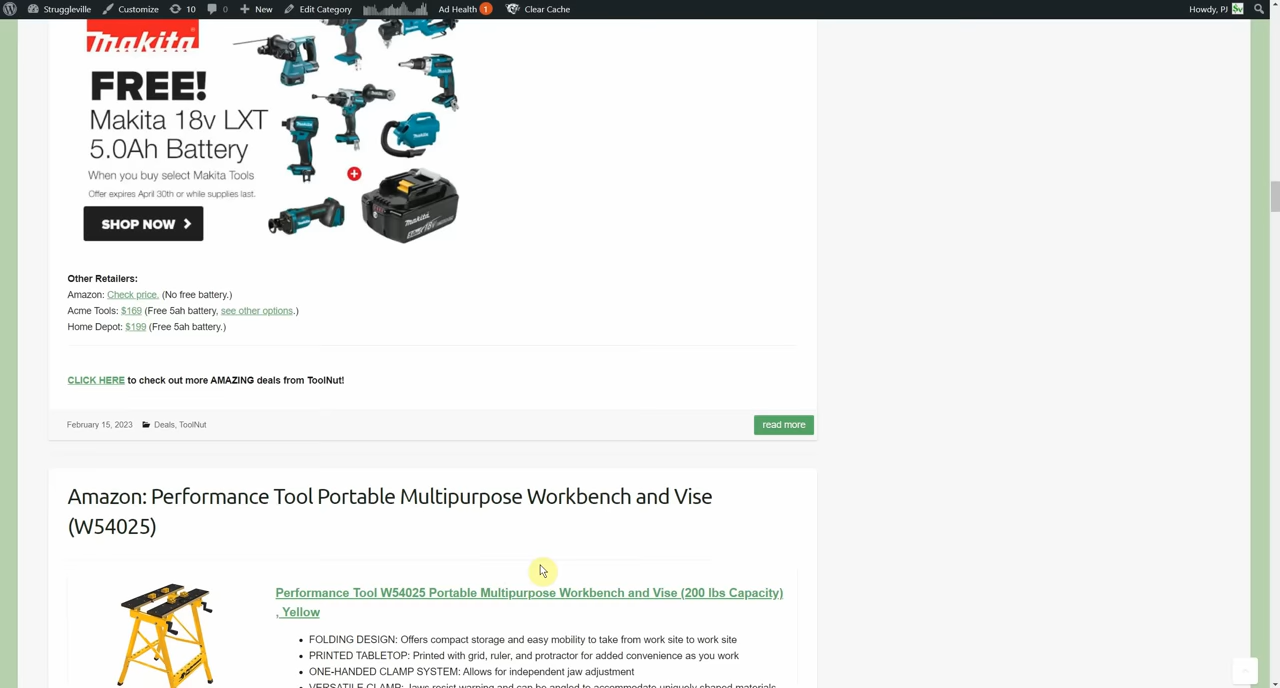 Struggleville Customize 10 0 New Edit Category Ad Health 1 Clear Cache Howdy, PJ
makita
FREE!
Makita 18v LXT
5.0Ah Battery
When you buy select Makita Tools
Offer expires April 30th or while supplies last.
SHOP NOW
Other Retailers:
Amazon: Check price. (No free battery.)
Acme Tools: $169 (Free 5ah battery, see other options.)
Home Depot: $199 (Free 5ah battery.)
CLICK HERE to check out more AMAZING deals from ToolNut!
February 15, 2023 Deals, ToolNut read more
Amazon: Performance Tool Portable Multipurpose Workbench and Vise
(W54025)
Performance Tool W54025 Portable Multipurpose Workbench and Vise (200 lbs Capacity)
, Yellow
• FOLDING DESIGN: Offers compact storage and easy mobility to take from work site to work site
• PRINTED TABLETOP: Printed with grid, ruler, and protractor for added convenience as you work
• ONE-HANDED CLAMP SYSTEM: Allows for independent jaw adjustment
• VERSATILE CLAMP: Jaws resist warping and can be angled to accommodate uniquely shaped materials